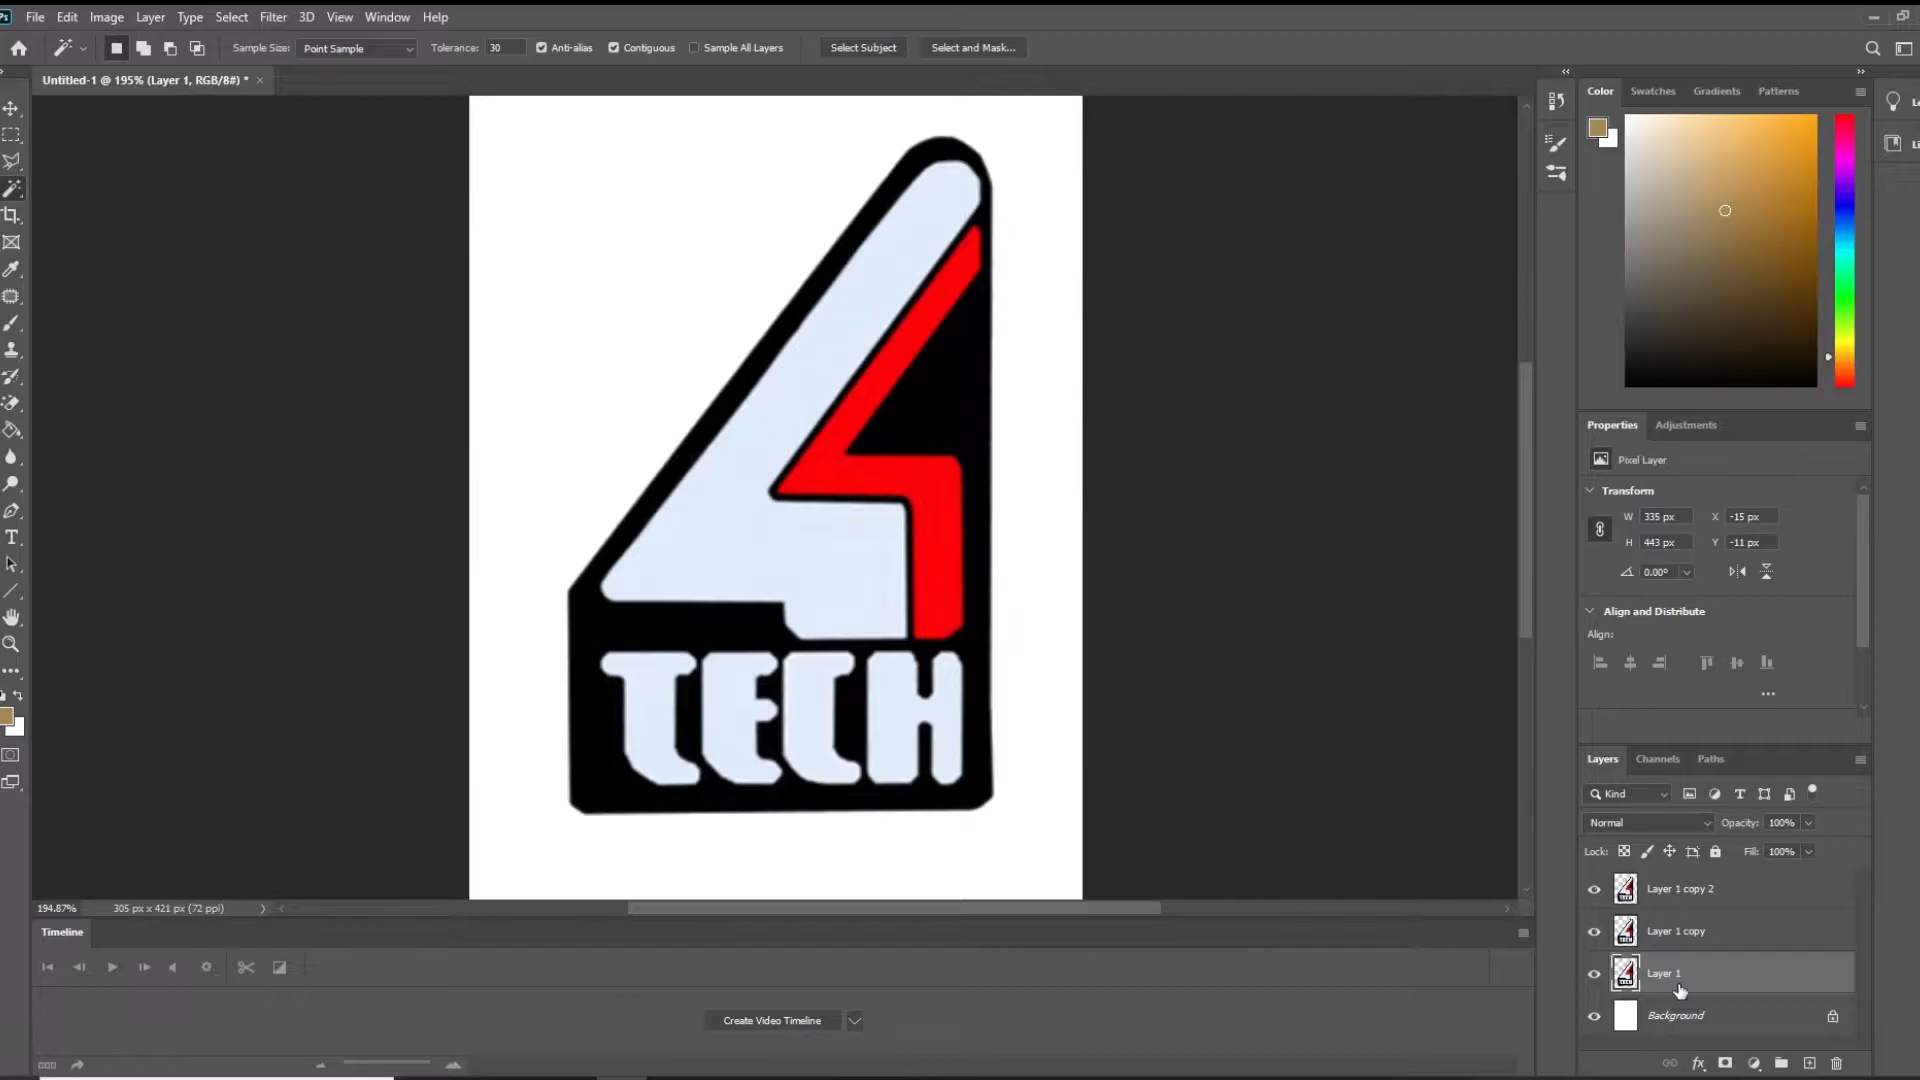 Ps File Edit Image Layer Type Select Filter 3D View Window Help
Sample Size: Point Sample Tolerance: 30 Anti-alias Contiguous Sample All Layers Select Subject Select and Mask...
Untitled-1 @ 195% (Layer 1, RGB/8#) * ×
Color Swatches Gradients Patterns
4
TECH
Properties Adjustments
Pixel Layer
Transform
W 335 px X -15 px
H 443 px Y -11 px
0.00°
Align and Distribute
Align:
Layers Channels Paths
Kind
Normal Opacity: 100%
Lock: Fill: 100%
Layer 1 copy 2
Layer 1 copy
Layer 1
Background
194.87% 305 px x 421 px (72 ppi)
Timeline
Create Video Timeline